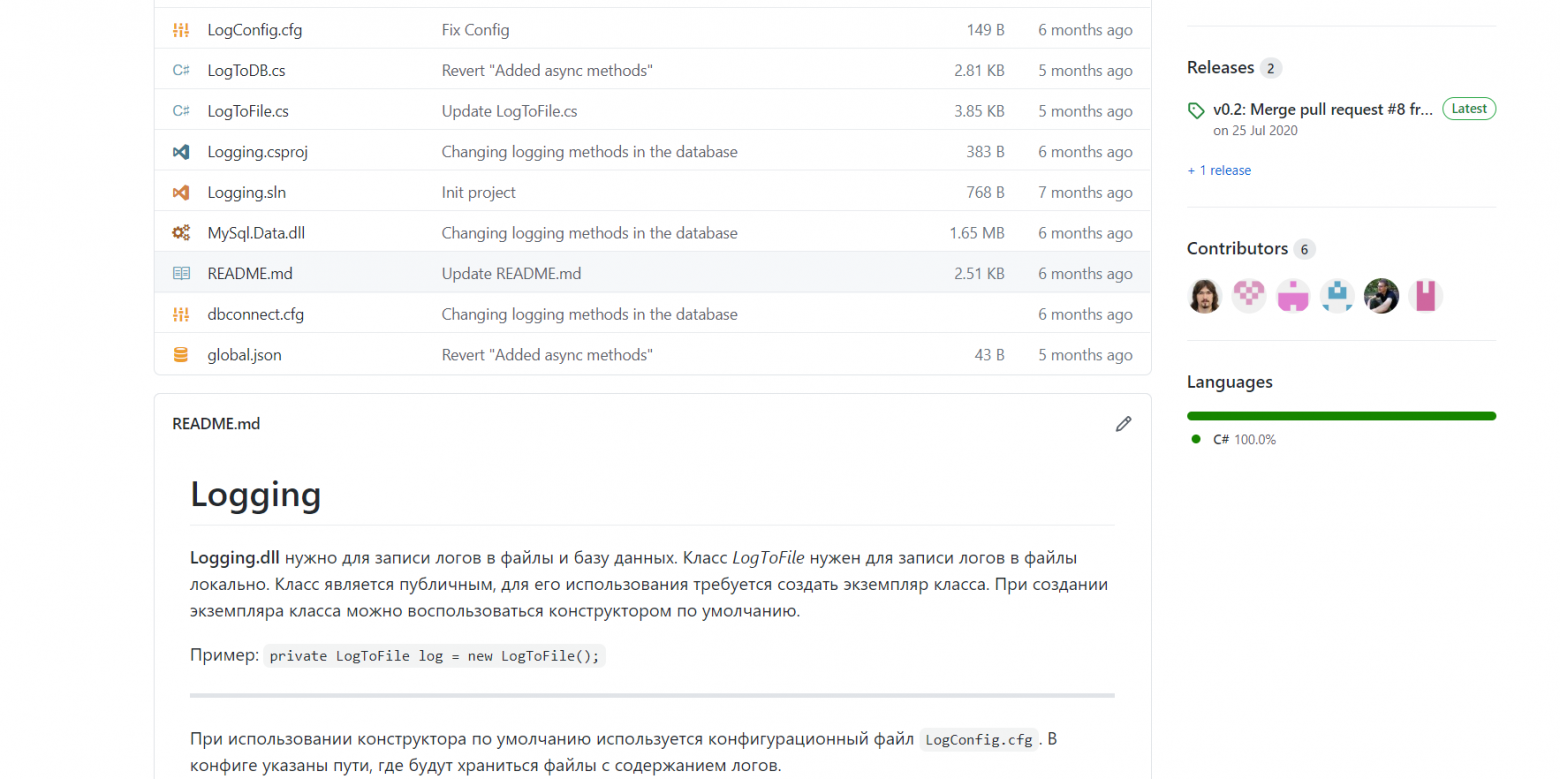 LogConfig.cfg Fix Config 149 B 6 months ago
C# LogToDB.cs Revert "Added async methods" 2.81 KB 5 months ago
C# LogToFile.cs Update LogToFile.cs 3.85 KB 5 months ago
Logging.csproj Changing logging methods in the database 383 B 6 months ago
Logging.sln Init project 768 B 7 months ago
MySql.Data.dll Changing logging methods in the database 1.65 MB 6 months ago
README.md Update README.md 2.51 KB 6 months ago
dbconnect.cfg Changing logging methods in the database 6 months ago
global.json Revert "Added async methods" 43 B 5 months ago
README.md
Logging
Logging.dll нужно для записи логов в файлы и базу данных. Класс LogToFile нужен для записи логов в файлы
локально. Класс является публичным, для его использования требуется создать экземпляр класса. При создании
экземпляра класса можно воспользоваться конструктором по умолчанию.
Пример: private LogToFile log = new LogToFile();
При использовании конструктора по умолчанию используется конфигурационный файл LogConfig.cfg. В
конфиге указаны пути, где будут храниться файлы с содержанием логов.
Releases 2
v0.2: Merge pull request #8 fr... Latest
on 25 Jul 2020
+ 1 release
Contributors 6
Languages
C# 100.0%